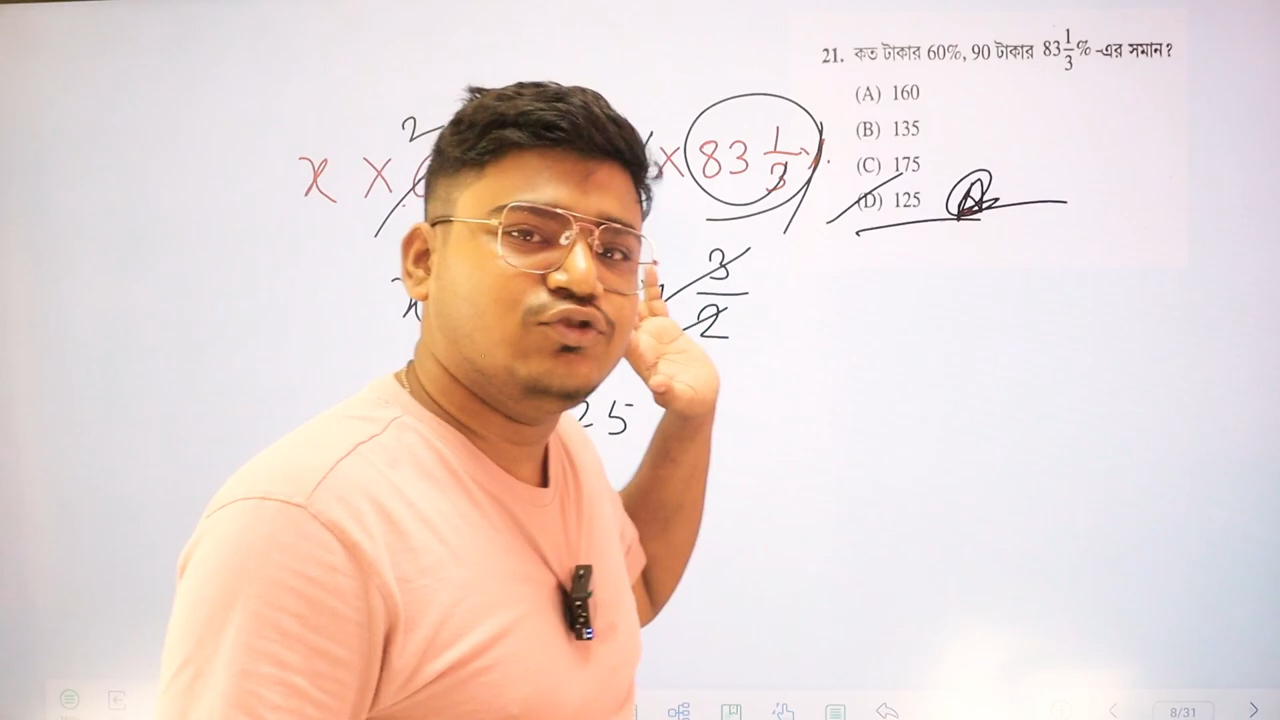 21. কত টাকার 60%, 90 টাকার 83 1/3% -এর সমান?
(A) 160
(B) 135
(C) 175
(D) 125
x × 2
× 83 1/3 %
3/2
25
8/31